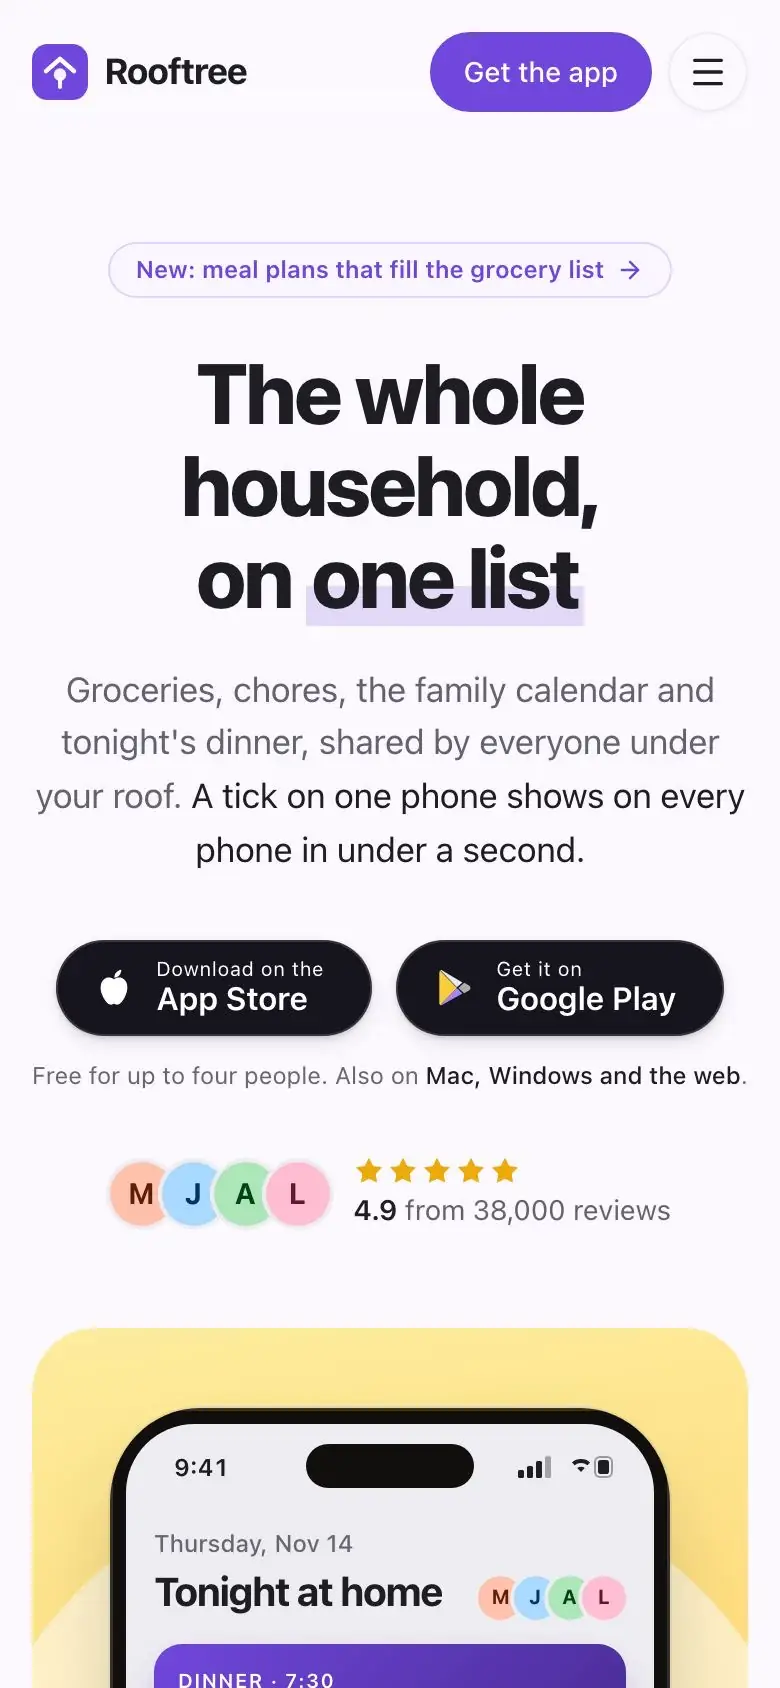 Rooftree
Get the app
New: meal plans that fill the grocery list →
The whole
household,
on one list
Groceries, chores, the family calendar and
tonight's dinner, shared by everyone under
your roof. A tick on one phone shows on every
phone in under a second.
Download on the
App Store
Get it on
Google Play
Free for up to four people. Also on Mac, Windows and the web.
M J A L
4.9 from 38,000 reviews
9:41
Thursday, Nov 14
Tonight at home
M J A L
DINNER · 7:30